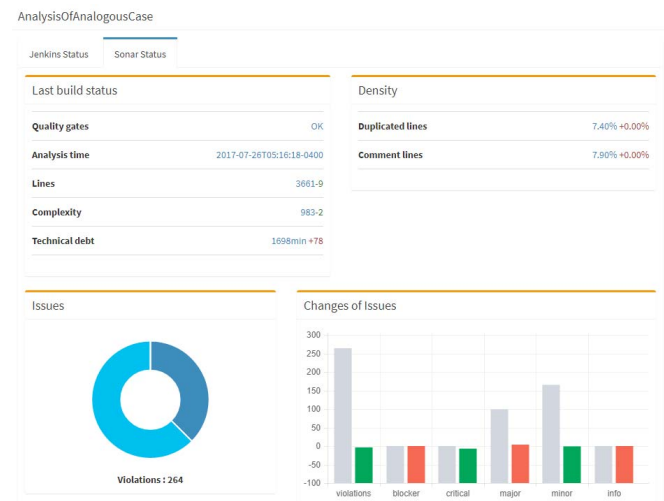 AnalysisOfAnalogousCase
Jenkins Status Sonar Status
Last build status
Quality gates OK
Analysis time 2017-07-26T05:16:18-0400
Lines 3661-9
Complexity 983-2
Technical debt 1698min +78
Density
Duplicated lines 7.40% +0.00%
Comment lines 7.90% +0.00%
Issues
Violations : 264
Changes of Issues
300
250
200
150
100
50
0
-50
-100
violations blocker critical major minor info